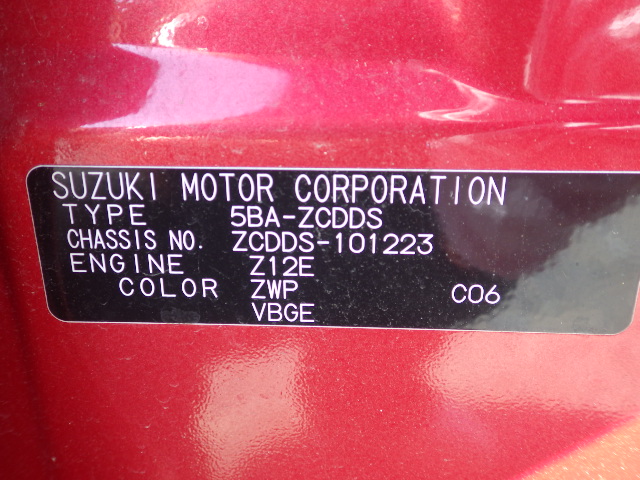 SUZUKI MOTOR CORPORATION
TYPE 5BA-ZCDDS
CHASSIS NO. ZCDDS-101223
ENGINE Z12E
COLOR ZWP C06
VBGE